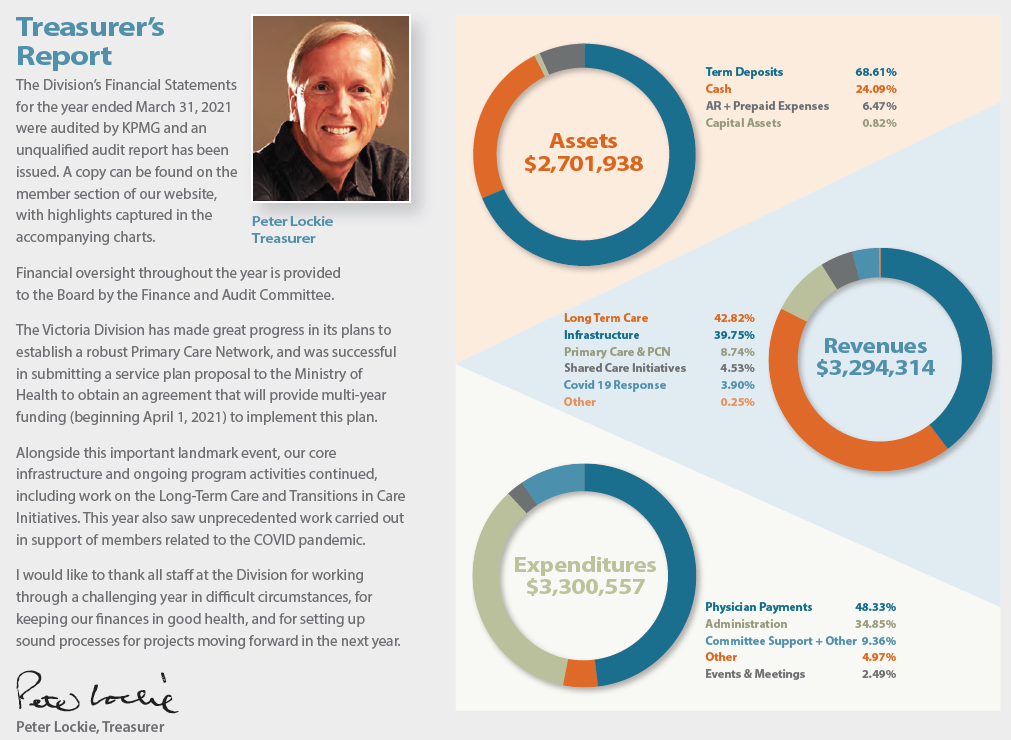 Treasurer's
Report
The Division's Financial Statements
for the year ended March 31, 2021
were audited by KPMG and an
unqualified audit report has been
issued. A copy can be found on the
member section of our website,
with highlights captured in the
accompanying charts.
Peter Lockie
Treasurer
Financial oversight throughout the year is provided
to the Board by the Finance and Audit Committee.
The Victoria Division has made great progress in its plans to
establish a robust Primary Care Network, and was successful
in submitting a service plan proposal to the Ministry of
Health to obtain an agreement that will provide multi-year
funding (beginning April 1, 2021) to implement this plan.
Alongside this important landmark event, our core
infrastructure and ongoing program activities continued,
including work on the Long-Term Care and Transitions in Care
Initiatives. This year also saw unprecedented work carried out
in support of members related to the COVID pandemic.
I would like to thank all staff at the Division for working
through a challenging year in difficult circumstances, for
keeping our finances in good health, and for setting up
sound processes for projects moving forward in the next year.
Peter Lockie
Peter Lockie, Treasurer
Assets
$2,701,938
Term Deposits 68.61%
Cash 24.09%
AR + Prepaid Expenses 6.47%
Capital Assets 0.82%
Long Term Care 42.82%
Infrastructure 39.75%
Primary Care & PCN 8.74%
Shared Care Initiatives 4.53%
Covid 19 Response 3.90%
Other 0.25%
Revenues
$3,294,314
Expenditures
$3,300,557
Physician Payments 48.33%
Administration 34.85%
Committee Support + Other 9.36%
Other 4.97%
Events & Meetings 2.49%